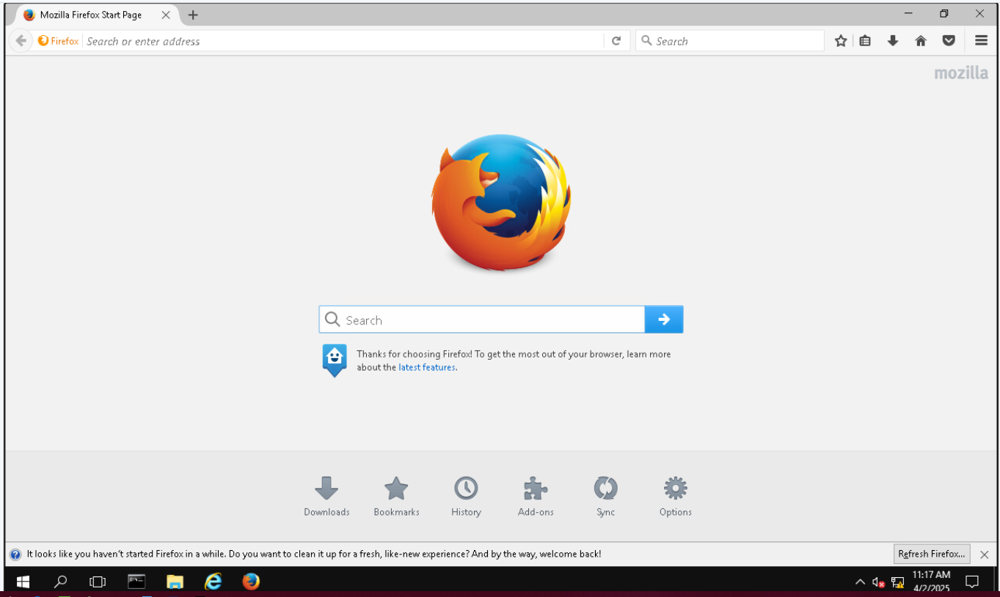 Mozilla Firefox Start Page
Firefox Search or enter address
Search
mozilla
Search
Thanks for choosing Firefox! To get the most out of your browser, learn more
about the latest features.
Downloads Bookmarks History Add-ons Sync Options
It looks like you haven't started Firefox in a while. Do you want to clean it up for a fresh, like-new experience? And by the way, welcome back!
Refresh Firefox...
11:17 AM
4/2/2025